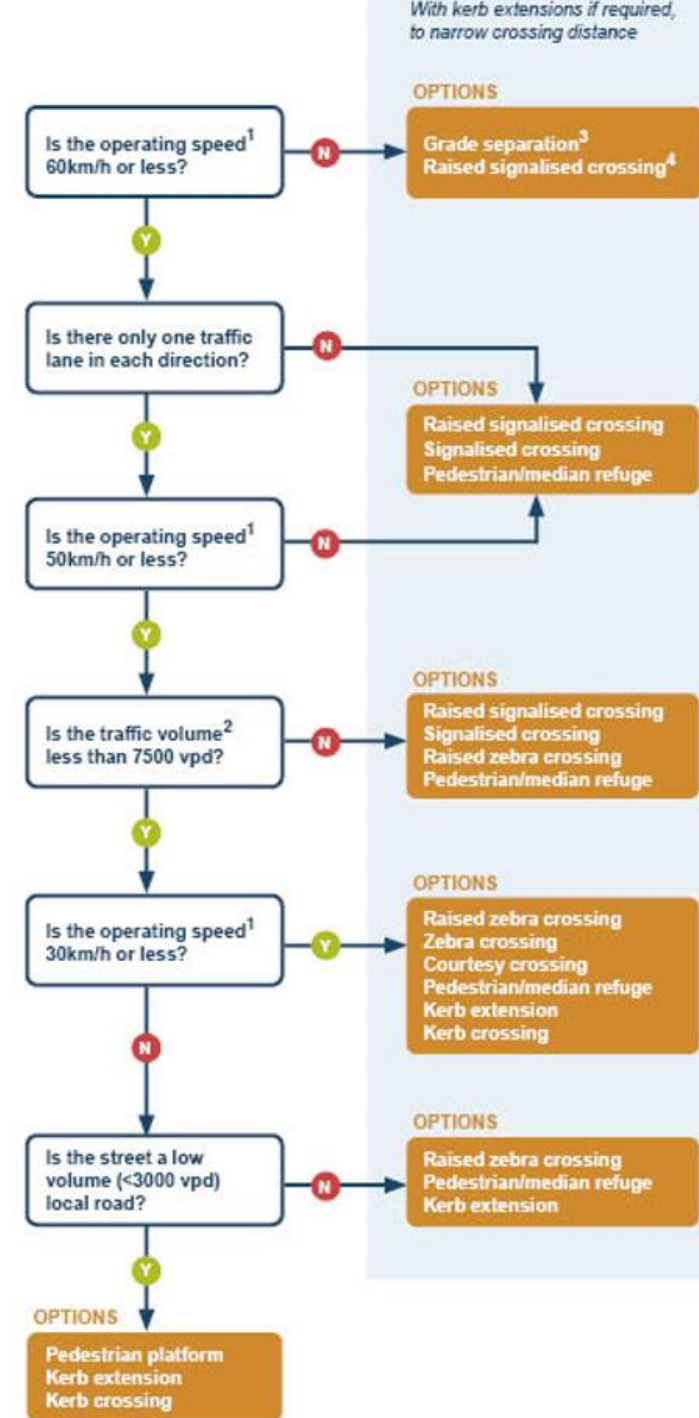 With kerb extensions if required,
to narrow crossing distance
OPTIONS
Is the operating speed1
60km/h or less?
N
Grade separation3
Raised signalised crossing4
Y
Is there only one traffic
lane in each direction?
N
OPTIONS
Raised signalised crossing
Signalised crossing
Pedestrian/median refuge
Y
Is the operating speed1
50km/h or less?
N
Y
OPTIONS
Is the traffic volume2
less than 7500 vpd?
N
Raised signalised crossing
Signalised crossing
Raised zebra crossing
Pedestrian/median refuge
Y
OPTIONS
Is the operating speed1
30km/h or less?
Y
Raised zebra crossing
Zebra crossing
Courtesy crossing
Pedestrian/median refuge
Kerb extension
Kerb crossing
N
OPTIONS
Is the street a low
volume (<3000 vpd)
local road?
N
Raised zebra crossing
Pedestrian/median refuge
Kerb extension
Y
OPTIONS
Pedestrian platform
Kerb extension
Kerb crossing